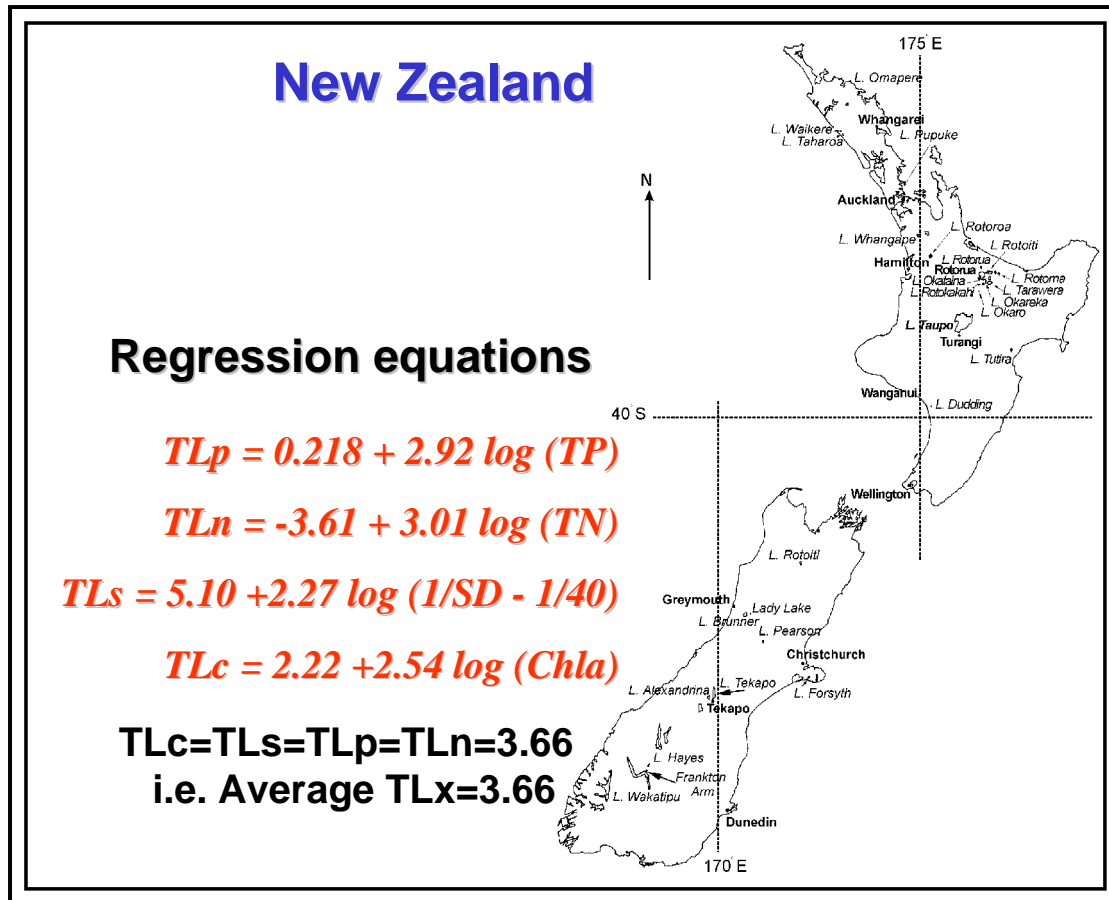 New Zealand
Regression equations
TLp = 0.218 + 2.92 log (TP)
TLn = -3.61 + 3.01 log (TN)
TLs = 5.10 +2.27 log (1/SD - 1/40)
TLc = 2.22 +2.54 log (Chla)
TLc=TLs=TLp=TLn=3.66
i.e. Average TLx=3.66
175°E
L. Omapere
Whangarei
L. Waikere
L. Pupuke
L. Taharoa
N
Auckland
L. Rotoroa
L. Whangape
L. Rotoiti
Hamilton
L. Rotorua
Rotorua
L. Rotoma
L. Okataina
L. Tarawera
L. Rotokakahi
L. Okareka
L. Okaro
L. Taupo
Turangi
L. Tutira
Wanganui
L. Dudding
40°S
Wellington
L. Rotoiti
Greymouth
Lady Lake
L. Brunner
L. Pearson
Christchurch
L. Tekapo
L. Alexandrina
L. Forsyth
Tekapo
L. Hayes
Frankton
Arm
L. Wakatipu
Dunedin
170°E